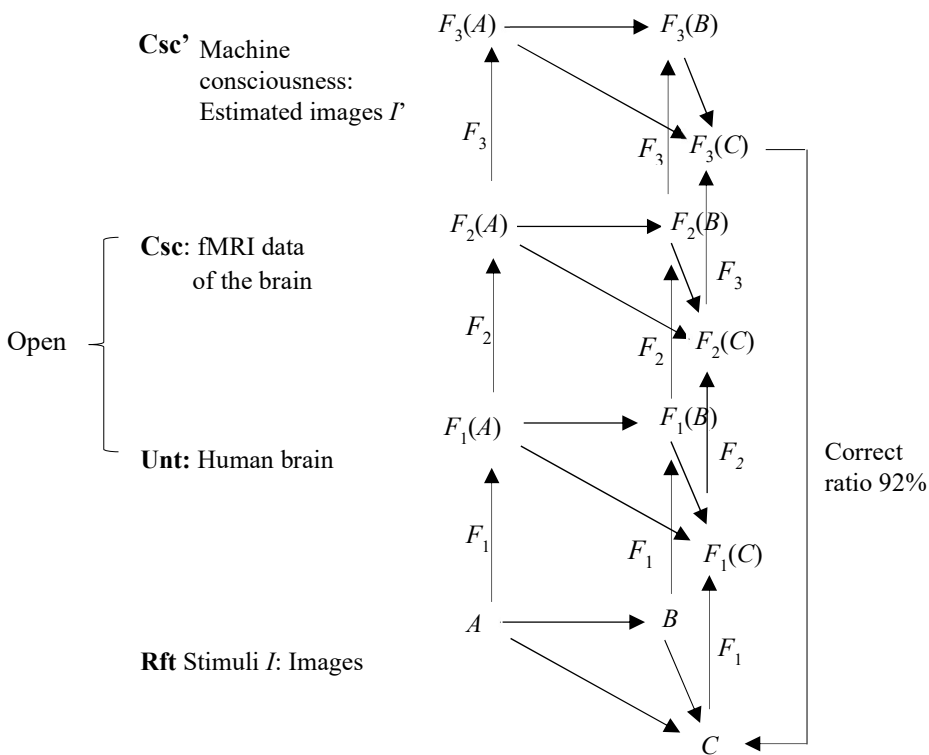 F₃(A) F₃(B)
Csc’ Machine
consciousness:
Estimated images I’
F₃ F₃ F₃(C)
F₂(A) F₂(B)
Csc: fMRI data
of the brain
F₃
Open
F₂ F₂ F₂(C)
F₁(A) F₁(B)
Unt: Human brain
F₂
Correct
ratio 92%
F₁ F₁ F₁(C)
A B
Rft Stimuli I: Images
F₁
C